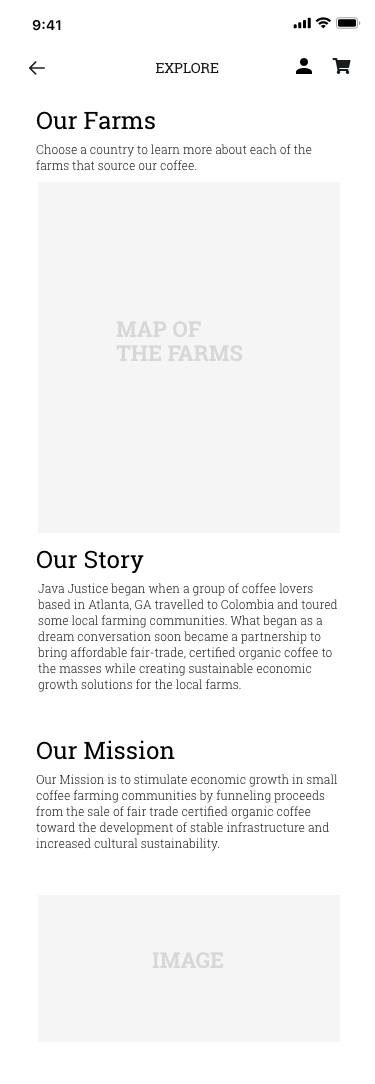 9:41
EXPLORE
Our Farms
Choose a country to learn more about each of the
farms that source our coffee.
MAP OF
THE FARMS
Our Story
Java Justice began when a group of coffee lovers
based in Atlanta, GA travelled to Colombia and toured
some local farming communities. What began as a
dream conversation soon became a partnership to
bring affordable fair-trade, certified organic coffee to
the masses while creating sustainable economic
growth solutions for the local farms.
Our Mission
Our Mission is to stimulate economic growth in small
coffee farming communities by funneling proceeds
from the sale of fair trade certified organic coffee
toward the development of stable infrastructure and
increased cultural sustainability.
IMAGE